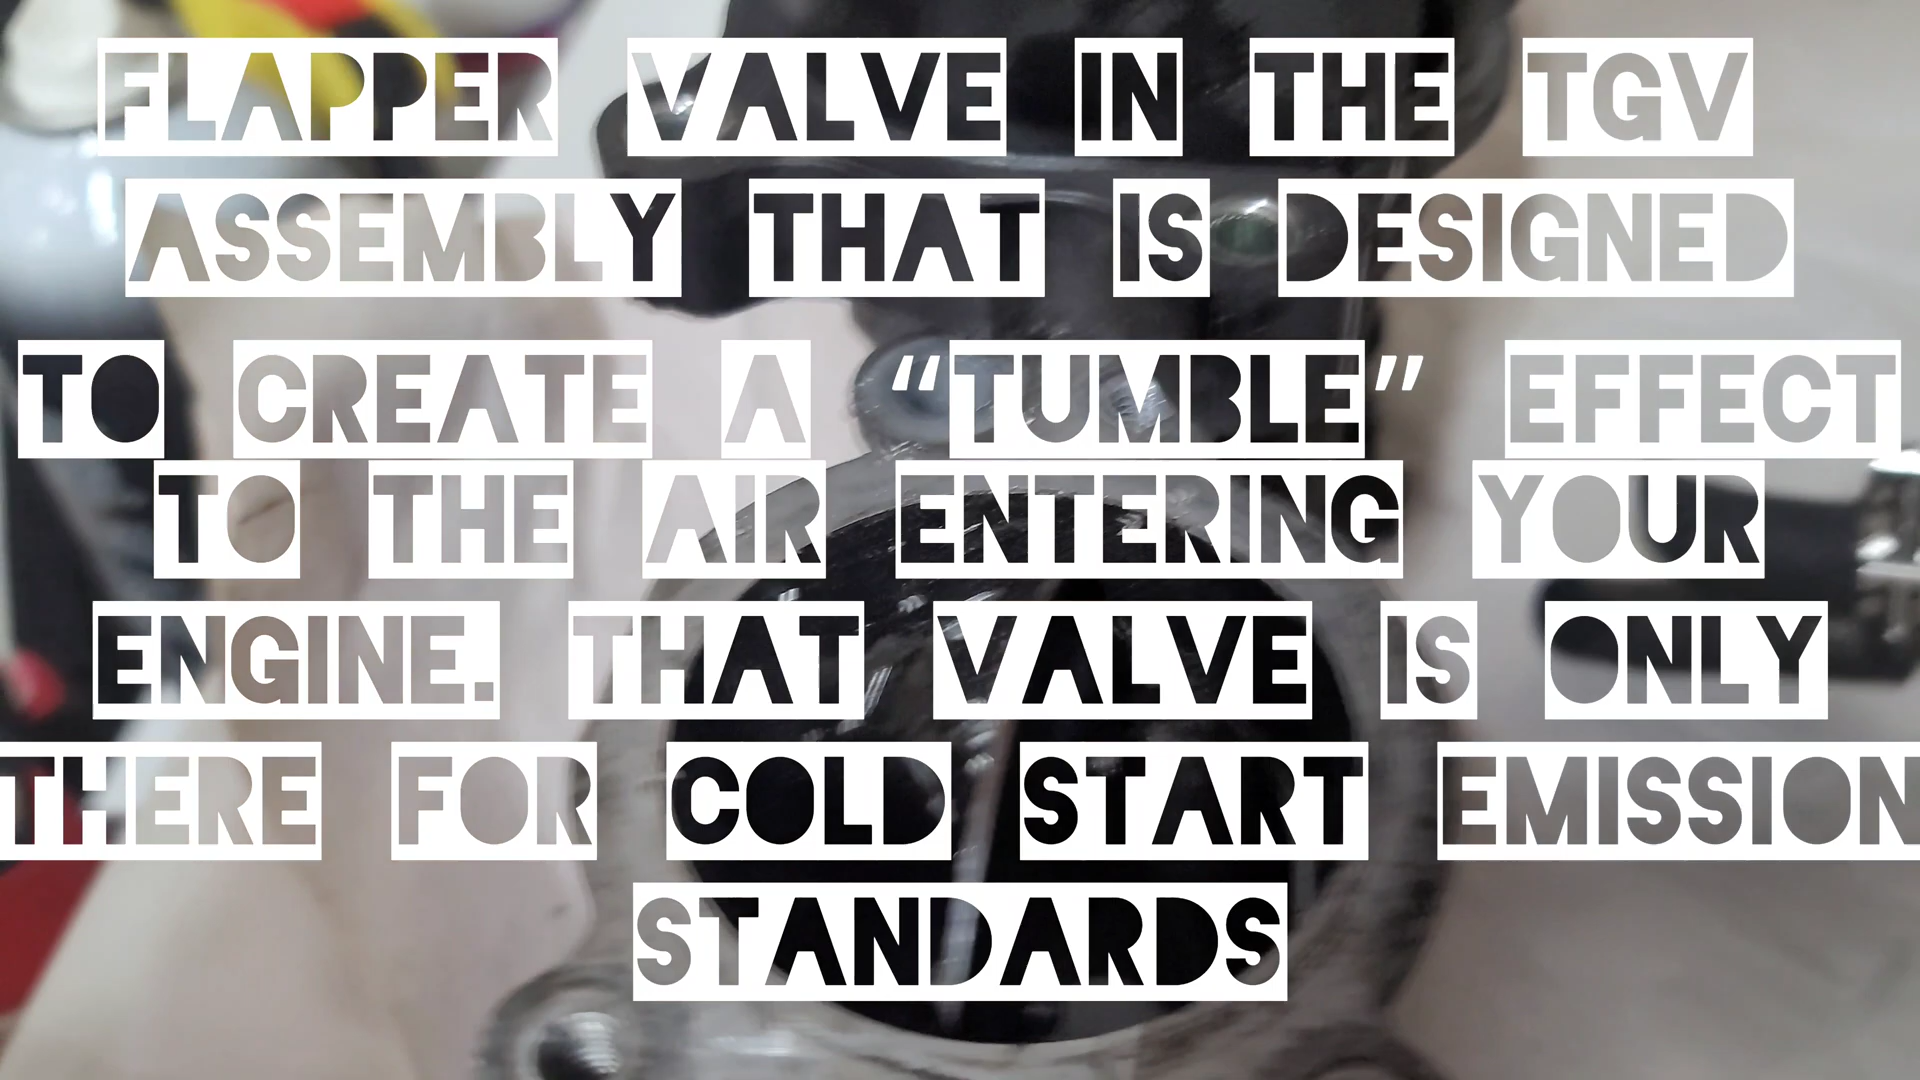 FLAPPER VALVE IN THE TGV
ASSEMBLY THAT IS DESIGNED
TO CREATE A “TUMBLE” EFFECT
TO THE AIR ENTERING YOUR
ENGINE. THAT VALVE IS ONLY
THERE FOR COLD START EMISSION
STANDARDS